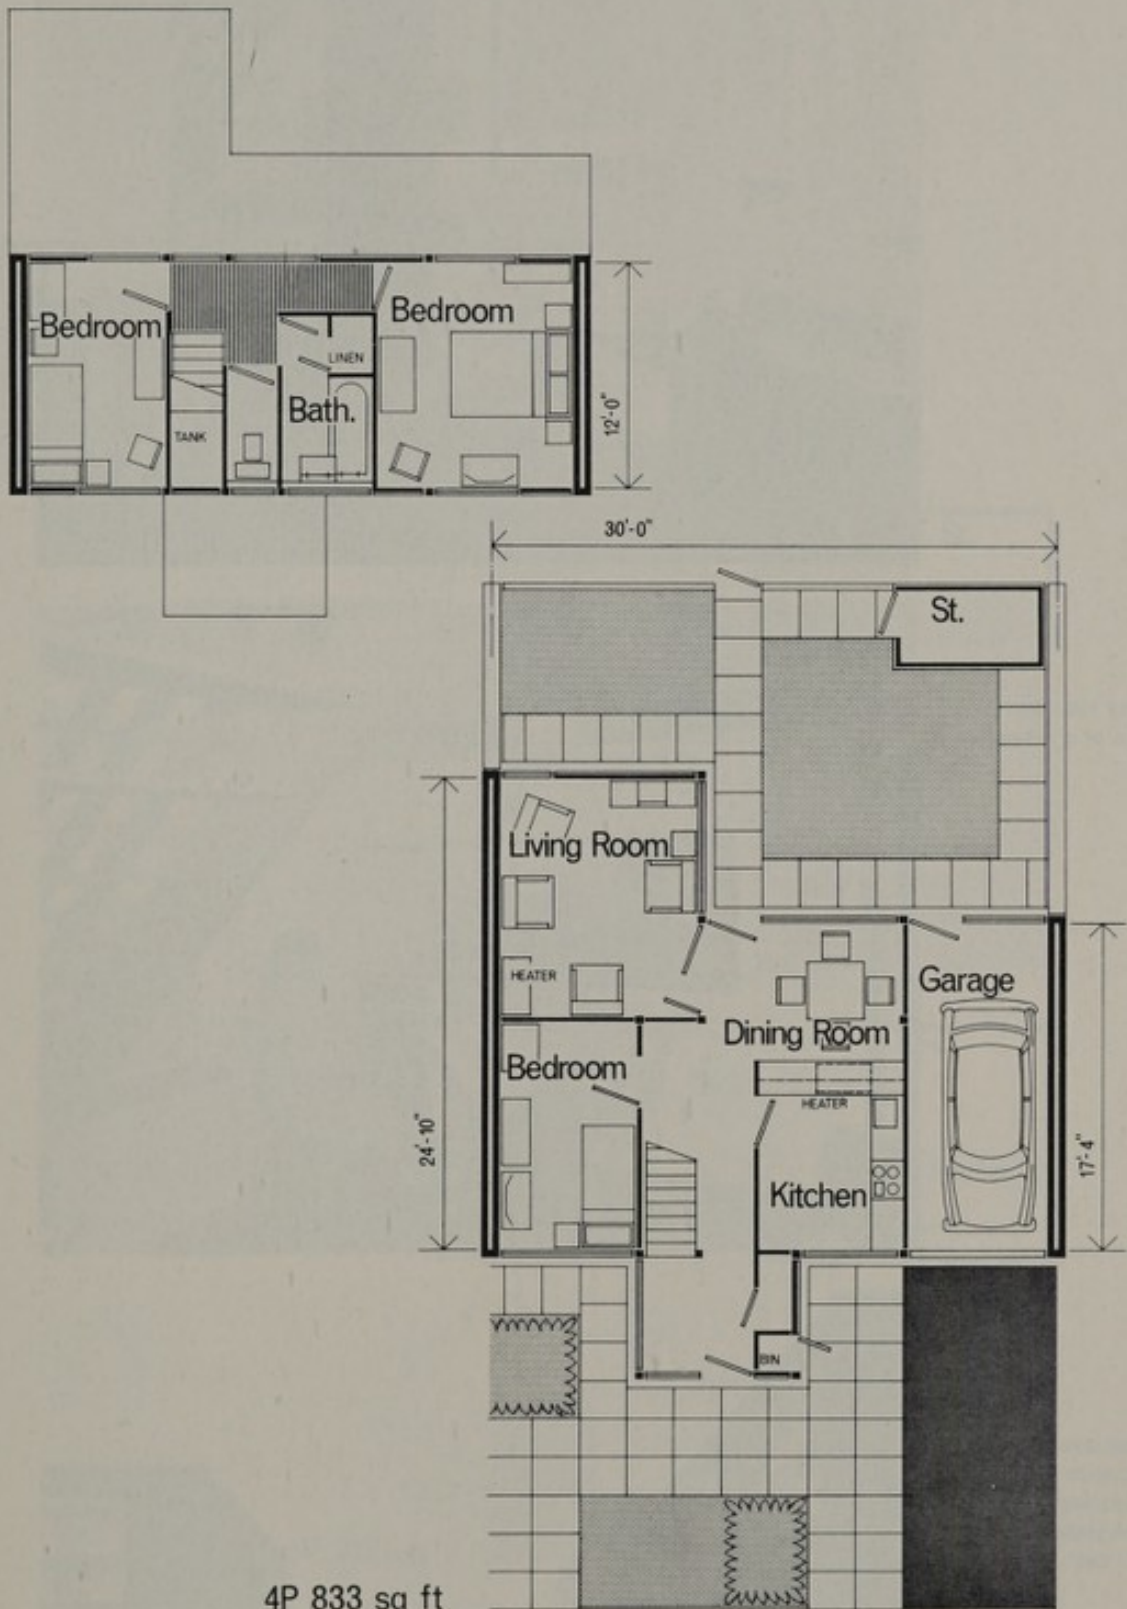 Bedroom
Bedroom
LINEN
Bath.
TANK
12'-0"
30'-0"
St.
Living Room
HEATER
Garage
Dining Room
Bedroom
HEATER
24'-10"
17'-4"
Kitchen
BIN
4P 833 sq ft